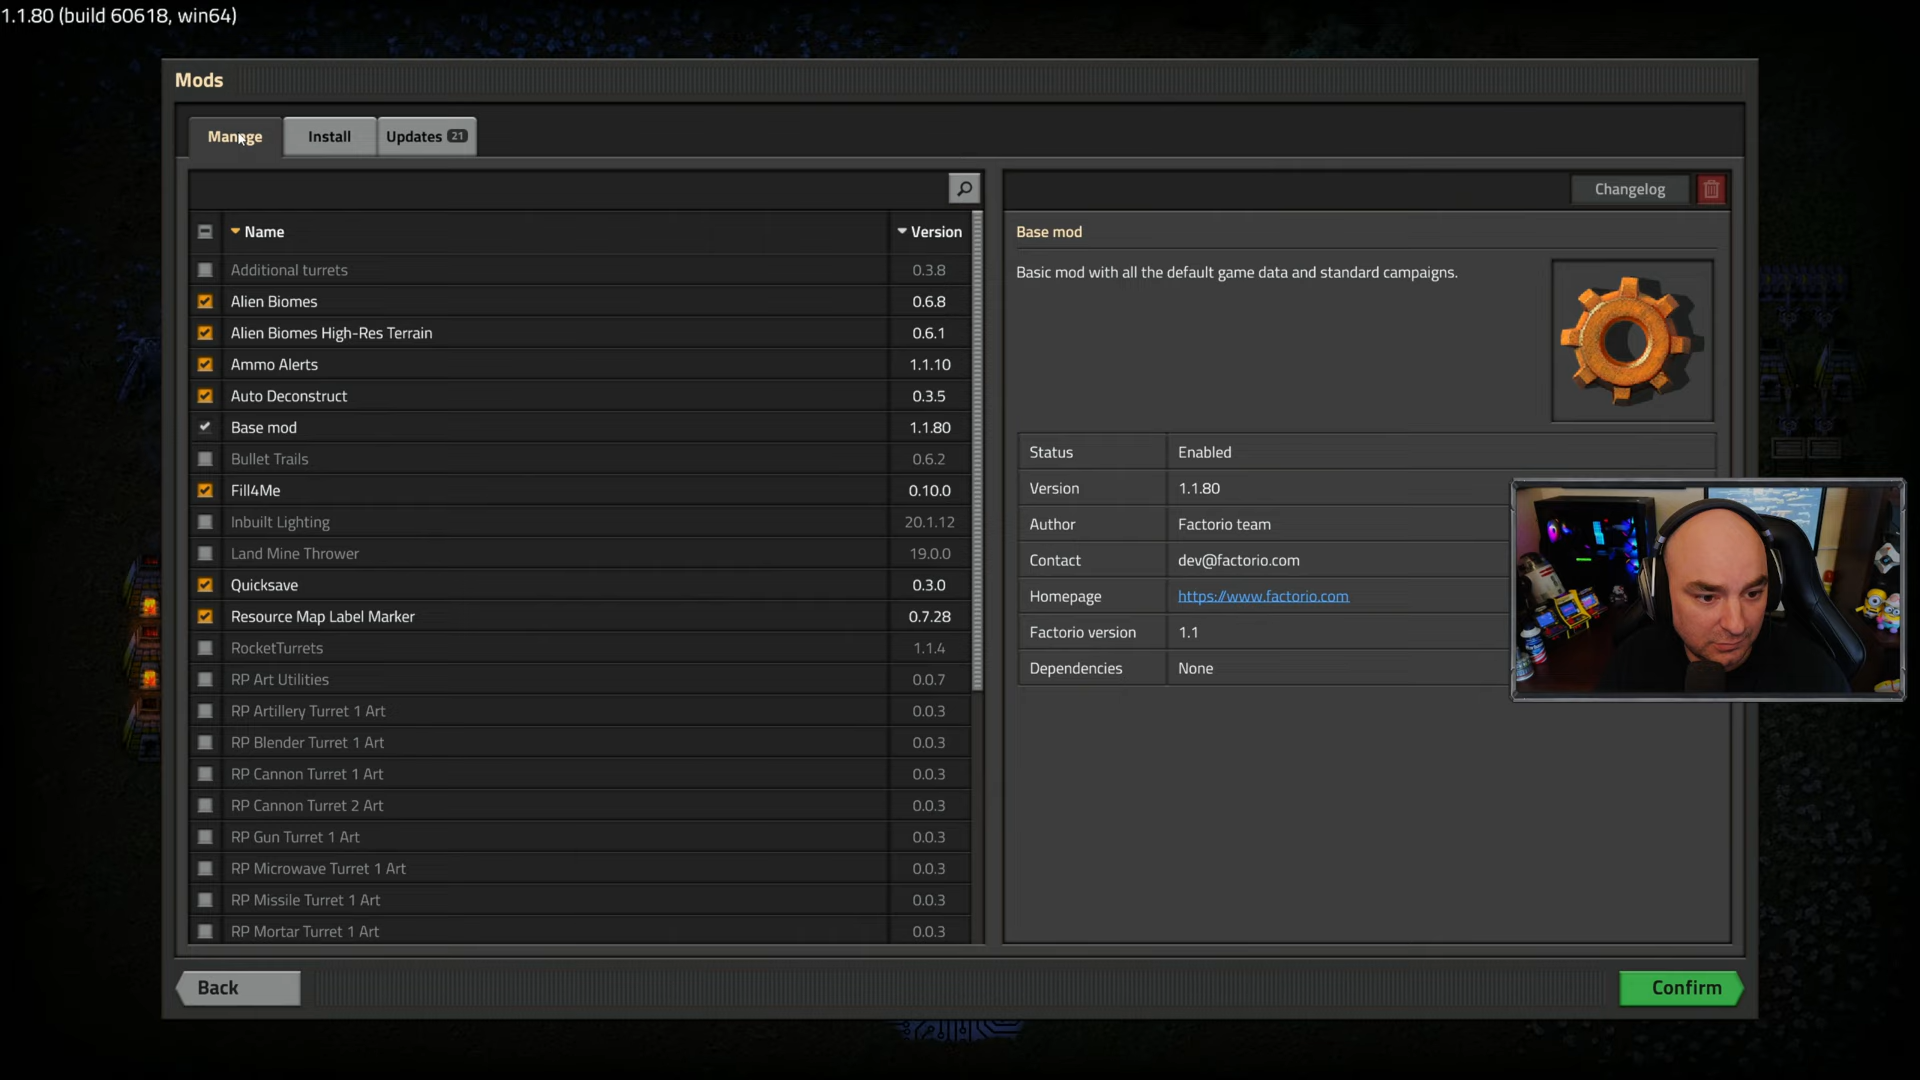 1.1.80 (build 60618, win64)
Mods
Manage Install Updates 21
Changelog
Name Version
Additional turrets 0.3.8
Alien Biomes 0.6.8
Alien Biomes High-Res Terrain 0.6.1
Ammo Alerts 1.1.10
Auto Deconstruct 0.3.5
Base mod 1.1.80
Bullet Trails 0.6.2
Fill4Me 0.10.0
Inbuilt Lighting 20.1.12
Land Mine Thrower 19.0.0
Quicksave 0.3.0
Resource Map Label Marker 0.7.28
RocketTurrets 1.1.4
RP Art Utilities 0.0.7
RP Artillery Turret 1 Art 0.0.3
RP Blender Turret 1 Art 0.0.3
RP Cannon Turret 1 Art 0.0.3
RP Cannon Turret 2 Art 0.0.3
RP Gun Turret 1 Art 0.0.3
RP Microwave Turret 1 Art 0.0.3
RP Missile Turret 1 Art 0.0.3
RP Mortar Turret 1 Art 0.0.3
Base mod
Basic mod with all the default game data and standard campaigns.
Status Enabled
Version 1.1.80
Author Factorio team
Contact dev@factorio.com
Homepage https://www.factorio.com
Factorio version 1.1
Dependencies None
Back
Confirm